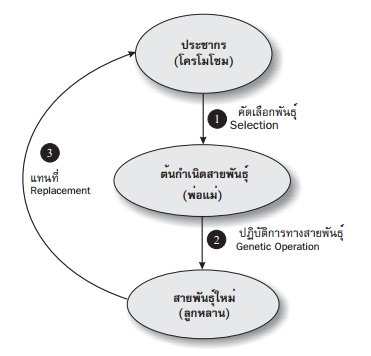 ประชากร
(โครโมโซม)
1
คัดเลือกพันธุ์
Selection
3
แทนที่
Replacement
ต้นกำเนิดสายพันธุ์
(พ่อแม่)
2
ปฏิบัติการทางสายพันธุ์
Genetic Operation
สายพันธุ์ใหม่
(ลูกหลาน)